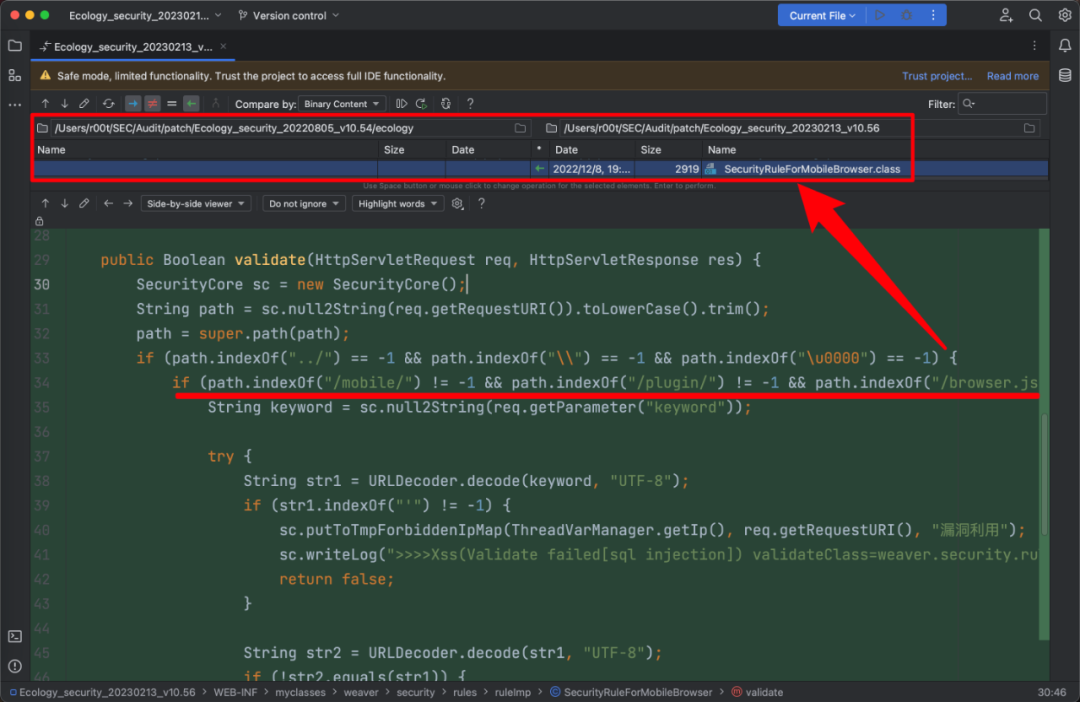 Ecology_security_2023021... Version control Current File
Ecology_security_20230213_v...
Safe mode, limited functionality. Trust the project to access full IDE functionality. Trust project... Read more
Compare by: Binary Content ? Filter:
/Users/r00t/SEC/Audit/patch/Ecology_security_20220805_v10.54/ecology /Users/r00t/SEC/Audit/patch/Ecology_security_20230213_v10.56
Name Size Date * Date Size Name
2022/12/8, 19:... 2919 SecurityRuleForMobileBrowser.class
Use Space button or mouse click to change operation for the selected elements. Enter to perform.
Side-by-side viewer Do not ignore Highlight words ?
28
29 public Boolean validate(HttpServletRequest req, HttpServletResponse res) {
30 SecurityCore sc = new SecurityCore();
31 String path = sc.null2String(req.getRequestURI()).toLowerCase().trim();
32 path = super.path(path);
33 if (path.indexOf("../") == -1 && path.indexOf("\\") == -1 && path.indexOf("\u0000") == -1) {
34 if (path.indexOf("/mobile/") != -1 && path.indexOf("/plugin/") != -1 && path.indexOf("/browser.js
35 String keyword = sc.null2String(req.getParameter("keyword"));
36
37 try {
38 String str1 = URLDecoder.decode(keyword, "UTF-8");
39 if (str1.indexOf("'") != -1) {
40 sc.putToTmpForbiddenIpMap(ThreadVarManager.getIp(), req.getRequestURI(), "漏洞利用");
41 sc.writeLog(">>>>Xss(Validate failed[sql injection]) validateClass=weaver.security.ru
42 return false;
43 }
44
45 String str2 = URLDecoder.decode(str1, "UTF-8");
46 if (!str2.equals(str1)) {
Ecology_security_20230213_v10.56 > WEB-INF > myclasses > weaver > security > rules > ruleImp > SecurityRuleForMobileBrowser > validate 30:46